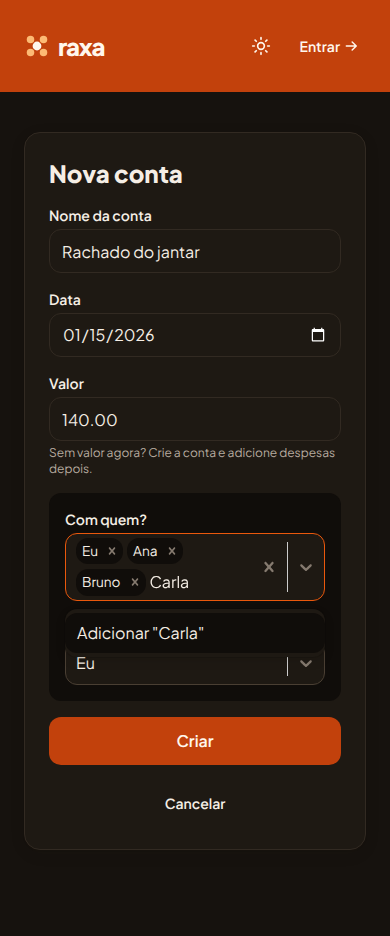 raxa
Entrar →
Nova conta
Nome da conta
Rachado do jantar
Data
01/15/2026
Valor
140.00
Sem valor agora? Crie a conta e adicione despesas
depois.
Com quem?
Eu × Ana ×
Bruno × Carla
Adicionar "Carla"
Eu
Criar
Cancelar